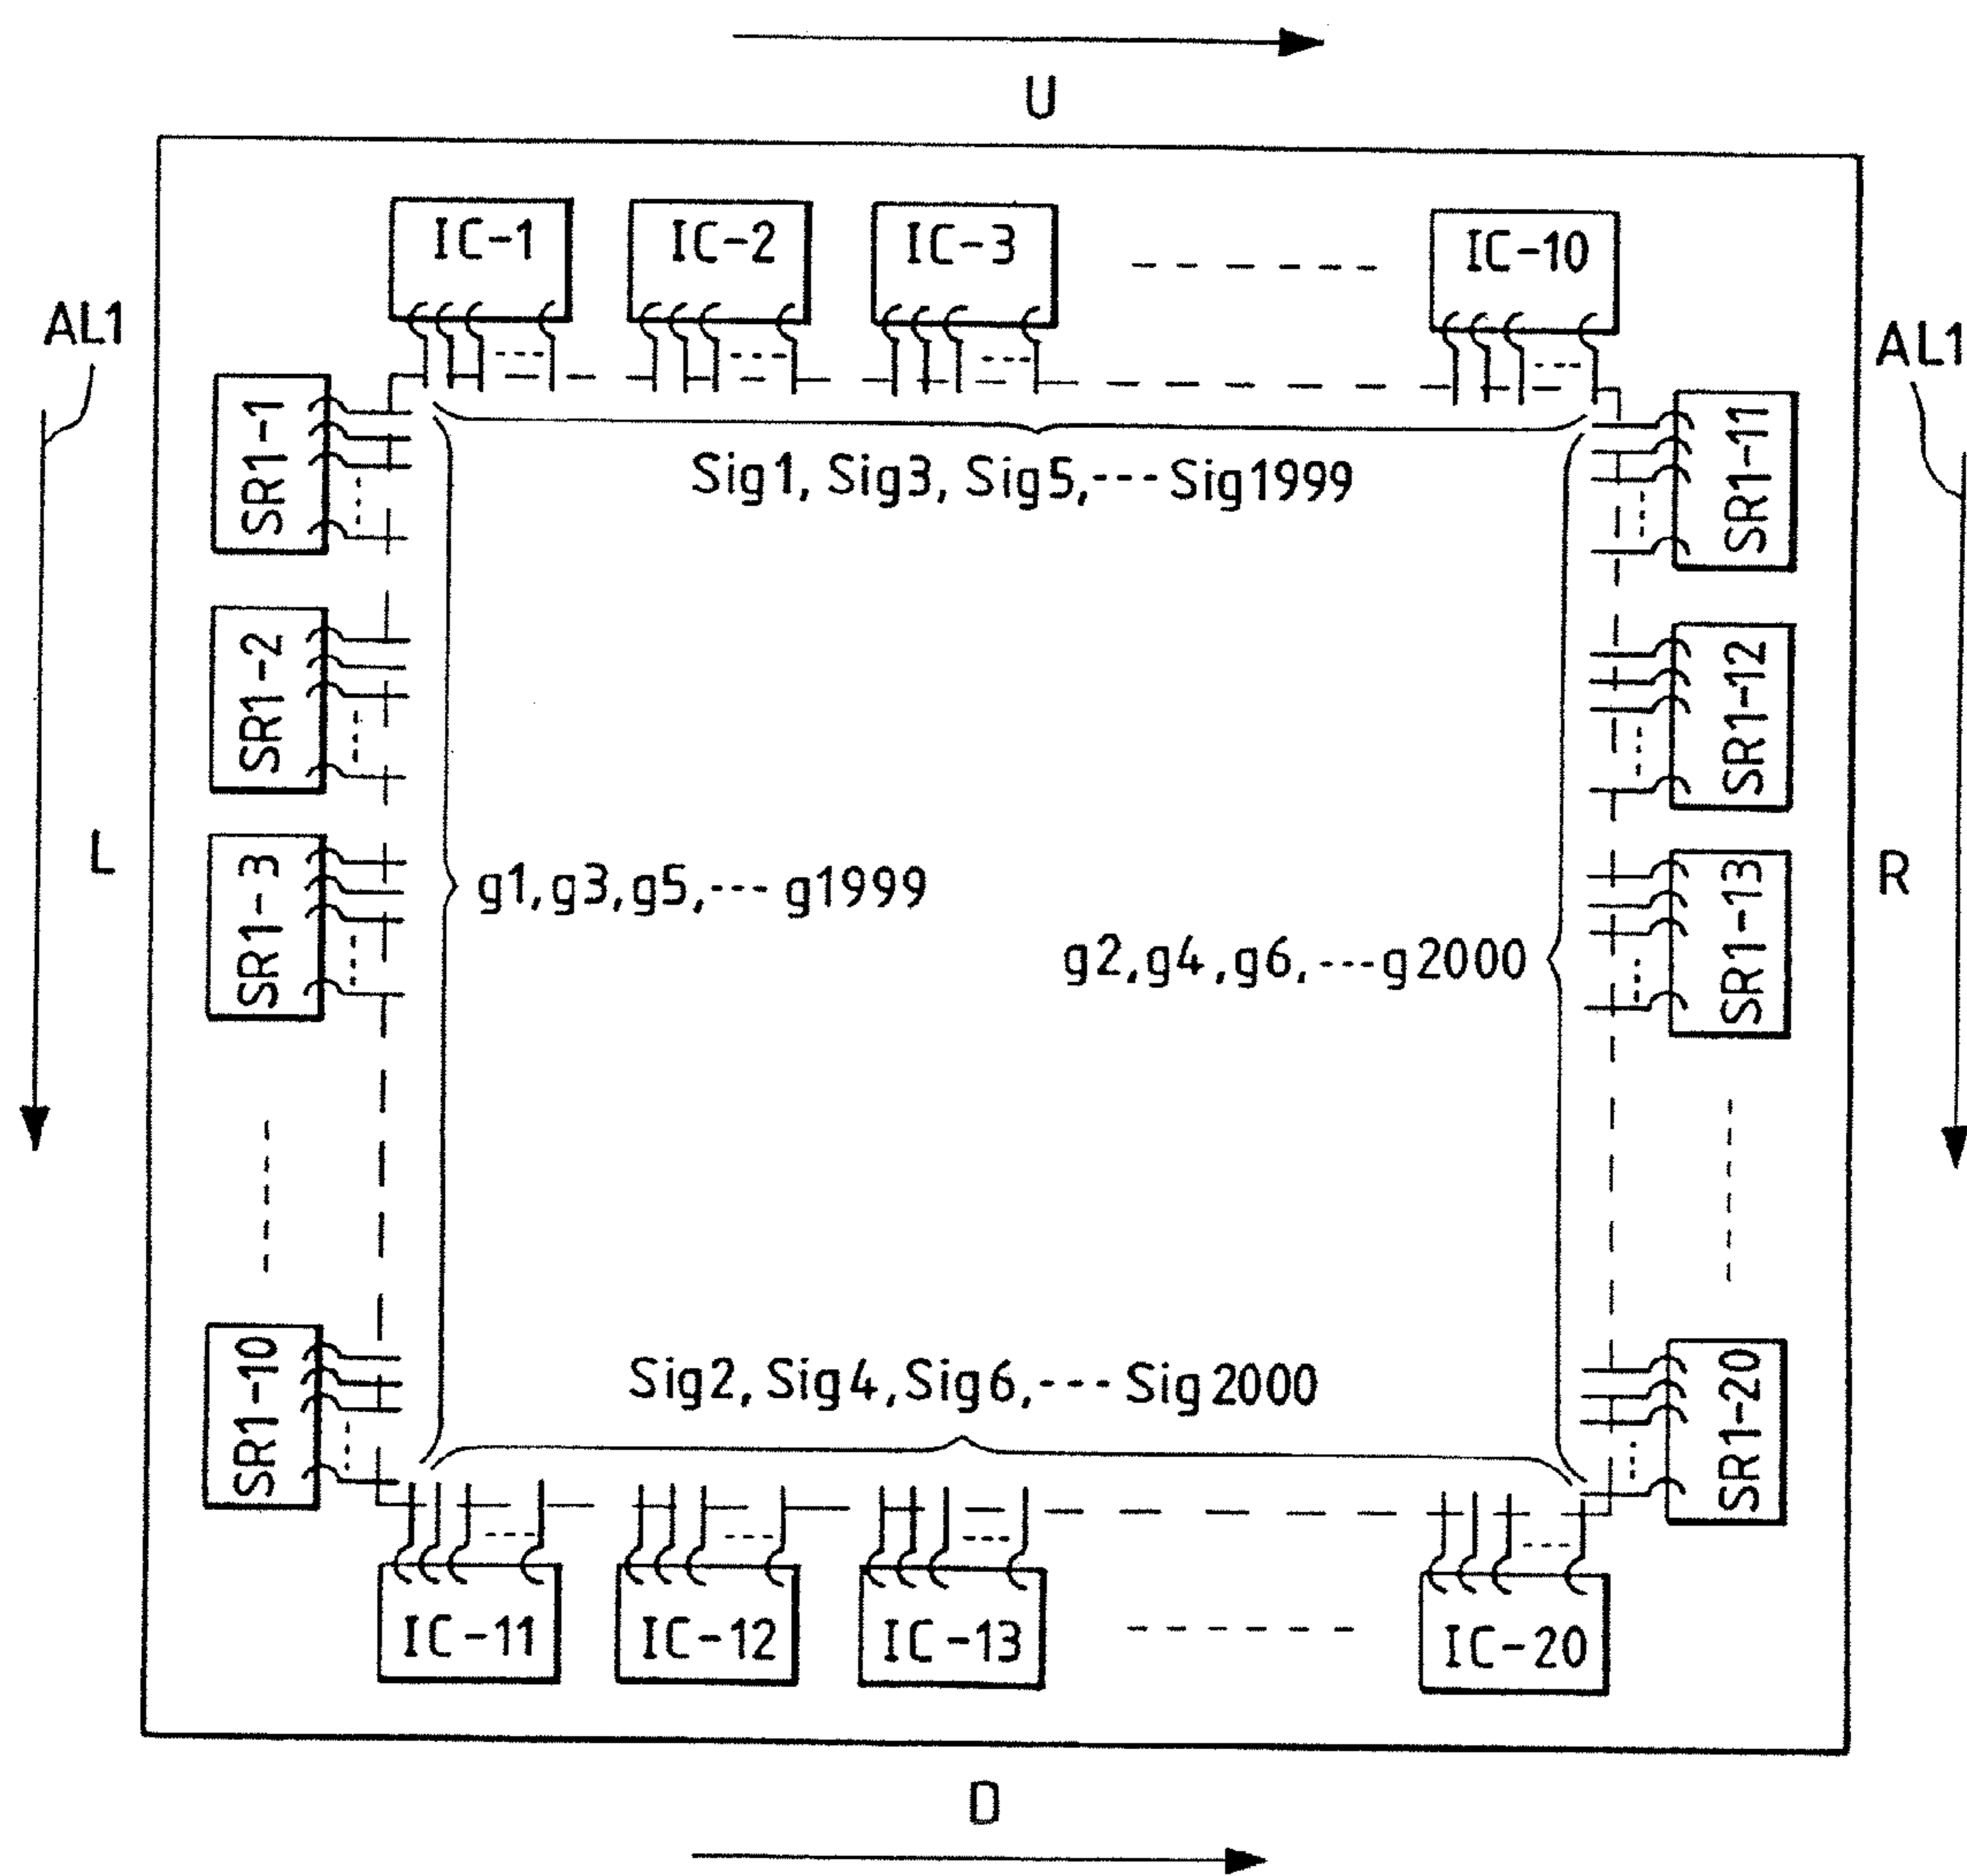 U
IC-1 IC-2 IC-3 IC-10
AL1 AL1
SR1-1 SR1-11
Sig1, Sig3, Sig5,--- Sig1999
SR1-2 SR1-12
L R
SR1-3 SR1-13
g1,g3,g5,--- g1999
g2,g4,g6,---g2000
Sig2, Sig4, Sig6,--- Sig2000
SR1-10 SR1-20
IC-11 IC-12 IC-13 IC-20
D